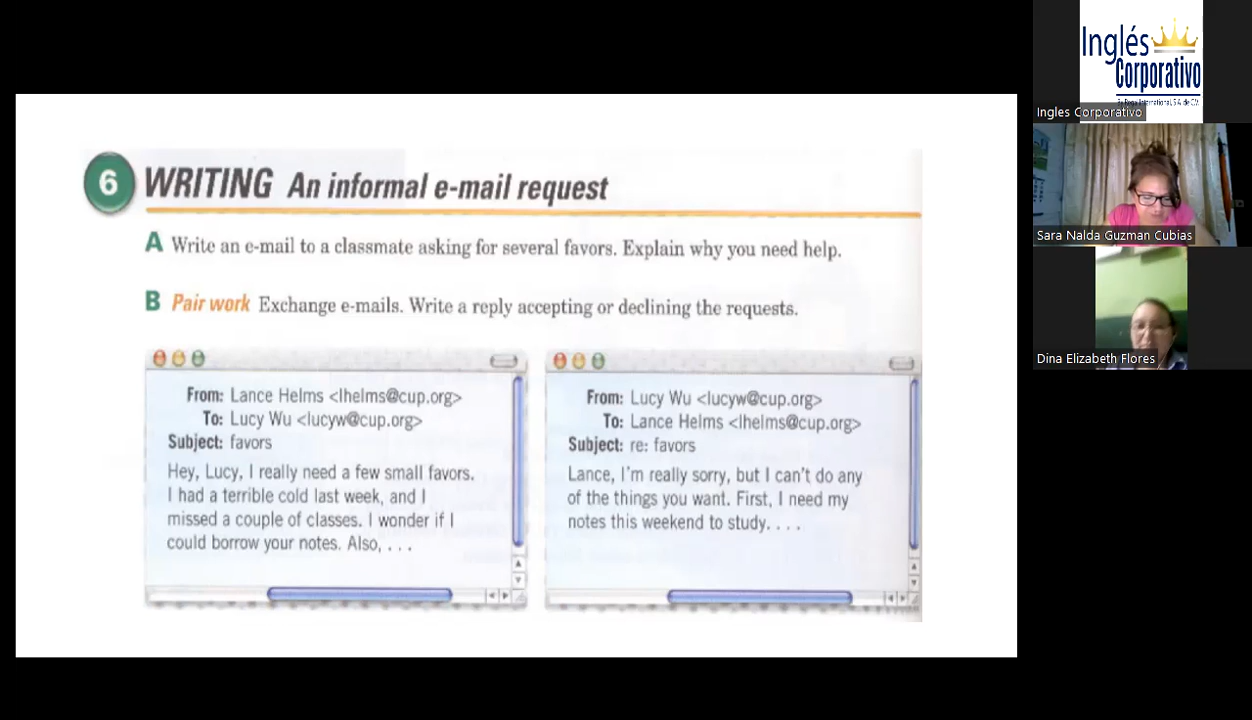 6 WRITING An informal e-mail request
A Write an e-mail to a classmate asking for several favors. Explain why you need help.
B Pair work Exchange e-mails. Write a reply accepting or declining the requests.
From: Lance Helms <lhelms@cup.org>
To: Lucy Wu <lucyw@cup.org>
Subject: favors
Hey, Lucy, I really need a few small favors.
I had a terrible cold last week, and I
missed a couple of classes. I wonder if I
could borrow your notes. Also, . . .
From: Lucy Wu <lucyw@cup.org>
To: Lance Helms <lhelms@cup.org>
Subject: re: favors
Lance, I'm really sorry, but I can't do any
of the things you want. First, I need my
notes this weekend to study. . . .
Inglés
Corporativo
Ingles Corporativo
Sara Nalda Guzman Cubias
Dina Elizabeth Flores